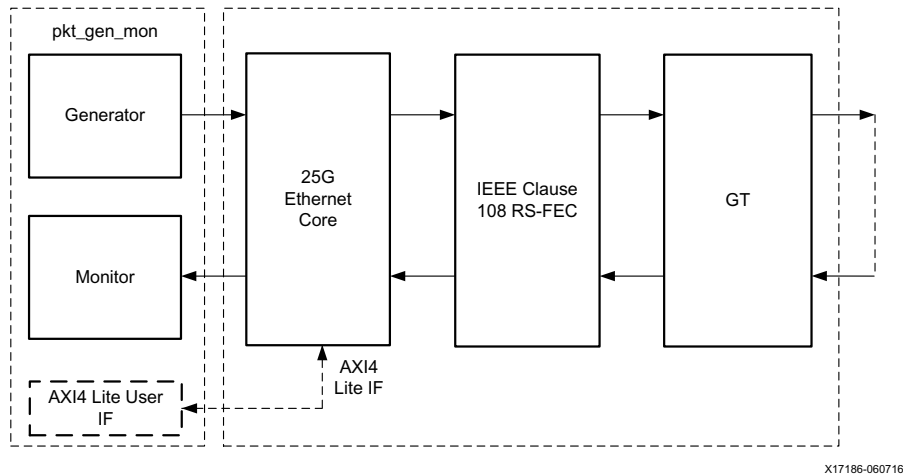 pkt_gen_mon
Generator
Monitor
AXI4 Lite User
IF
25G
Ethernet
Core
AXI4
Lite IF
IEEE Clause
108 RS-FEC
GT
X17186-060716